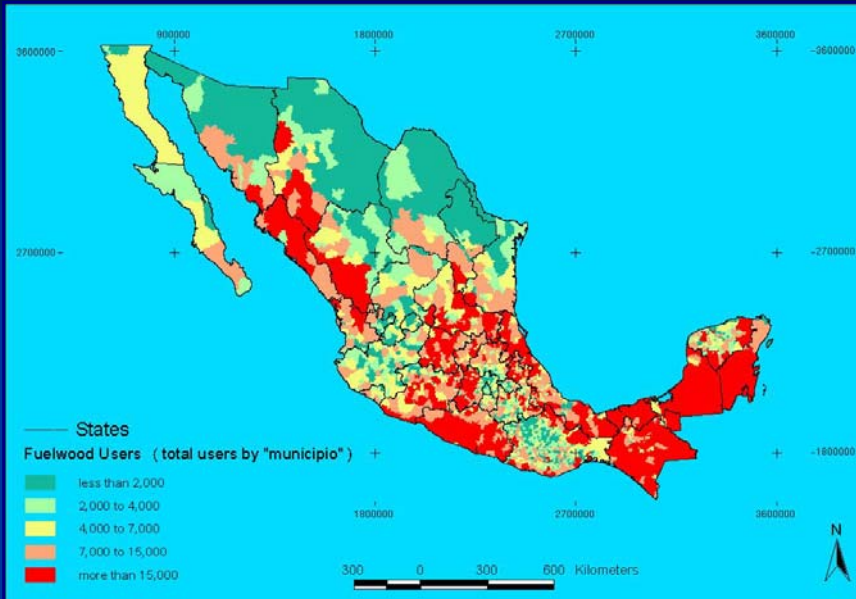 900000 1800000 2700000 3600000
3600000 3600000
2700000 2700000
States
Fuelwood Users ( total users by "municipio" )
less than 2,000
2,000 to 4,000
4,000 to 7,000
7,000 to 15,000
more than 15,000
1800000
1800000 2700000 3600000
N
300 0 300 600 Kilometers